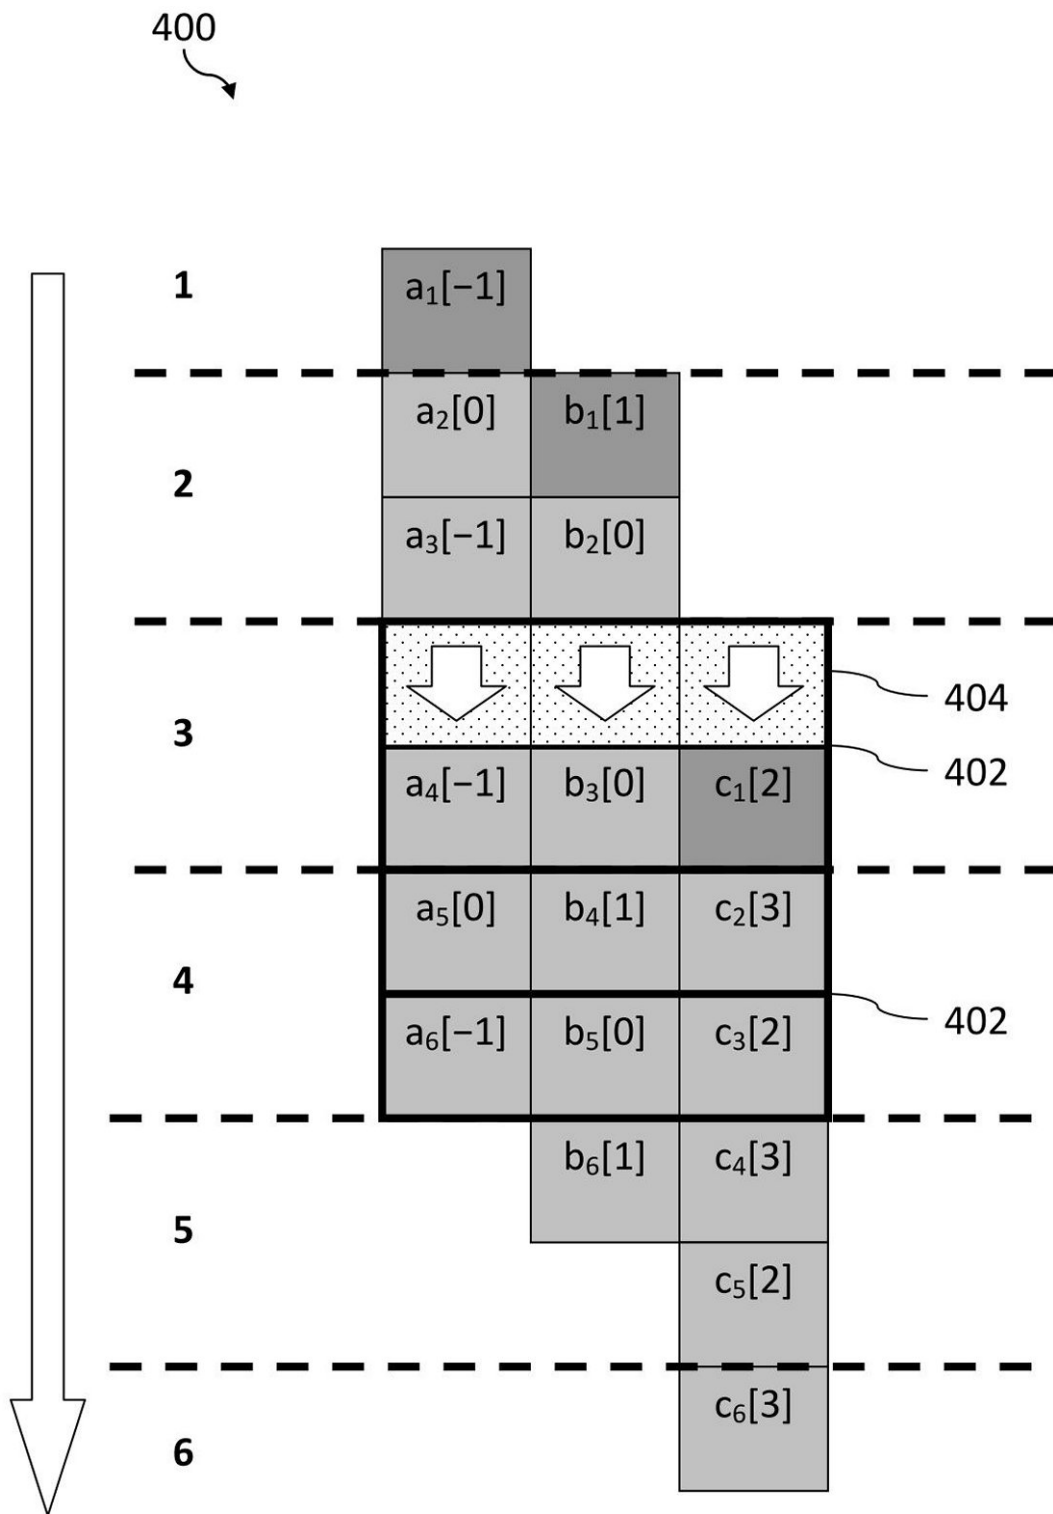 400
1
a₁[−1]
a₂[0] b₁[1]
2
a₃[−1] b₂[0]
404
3
402
a₄[−1] b₃[0] c₁[2]
a₅[0] b₄[1] c₂[3]
4
402
a₆[−1] b₅[0] c₃[2]
b₆[1] c₄[3]
5
c₅[2]
c₆[3]
6